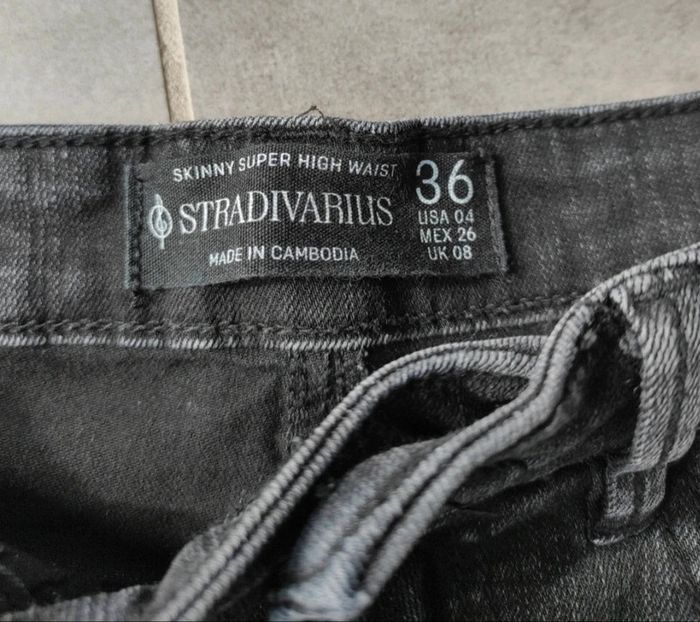 SKINNY SUPER HIGH WAIST
STRADIVARIUS
MADE IN CAMBODIA
36
USA 04
MEX 26
UK 08